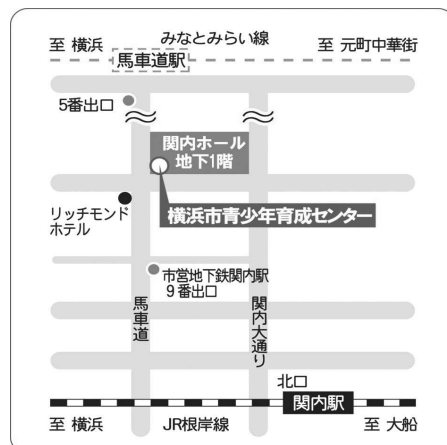 至 横浜
みなとみらい線
至 元町中華街
馬車道駅
5番出口
関内ホール
地下1階
リッチモンド
ホテル
横浜市青少年育成センター
市営地下鉄関内駅
9番出口
馬車道
関内大通り
北口
関内駅
至 横浜
JR根岸線
至 大船